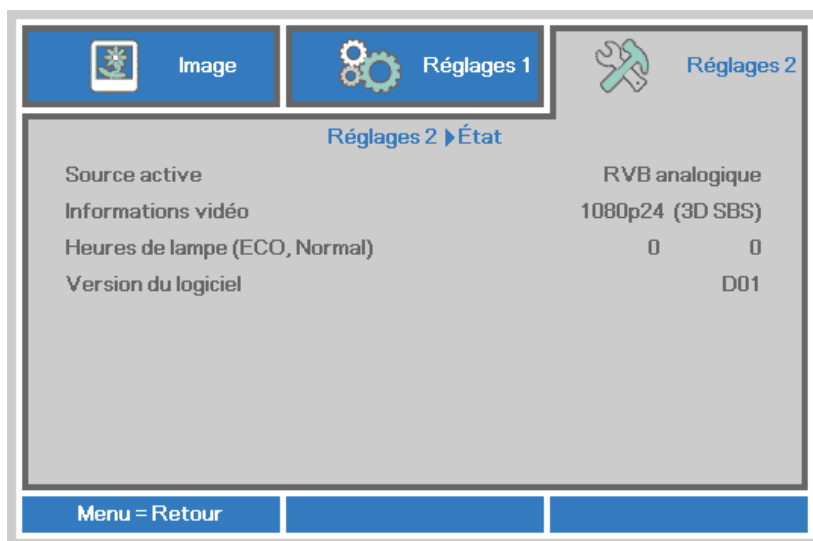 Image
Réglages 1
Réglages 2
Réglages 2 ▶ État
Source active RVB analogique
Informations vidéo 1080p24 (3D SBS)
Heures de lampe (ECO, Normal) 0 0
Version du logiciel D01
Menu = Retour